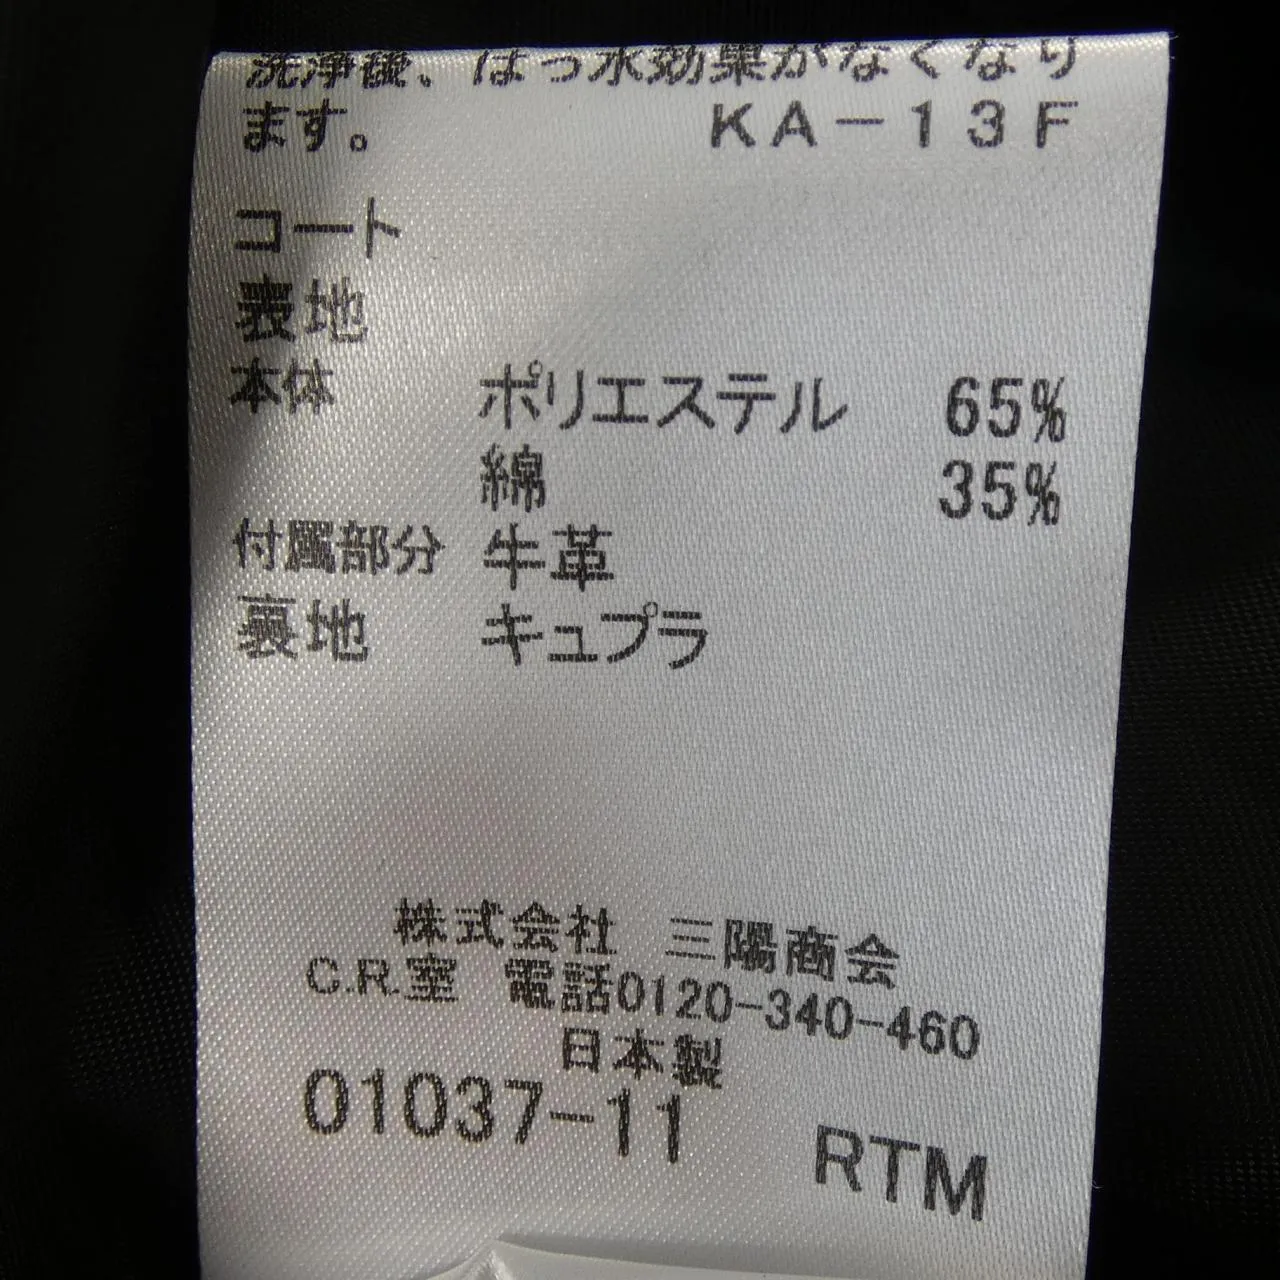 洗浄後、はっ水効果がなくなり
ます。 KA-13F
コート
表地
本体 ポリエステル 65%
綿 35%
付属部分 牛革
裏地 キュプラ
株式会社 三陽商会
C.R.室 電話0120-340-460
日本製
01037-11
RTM